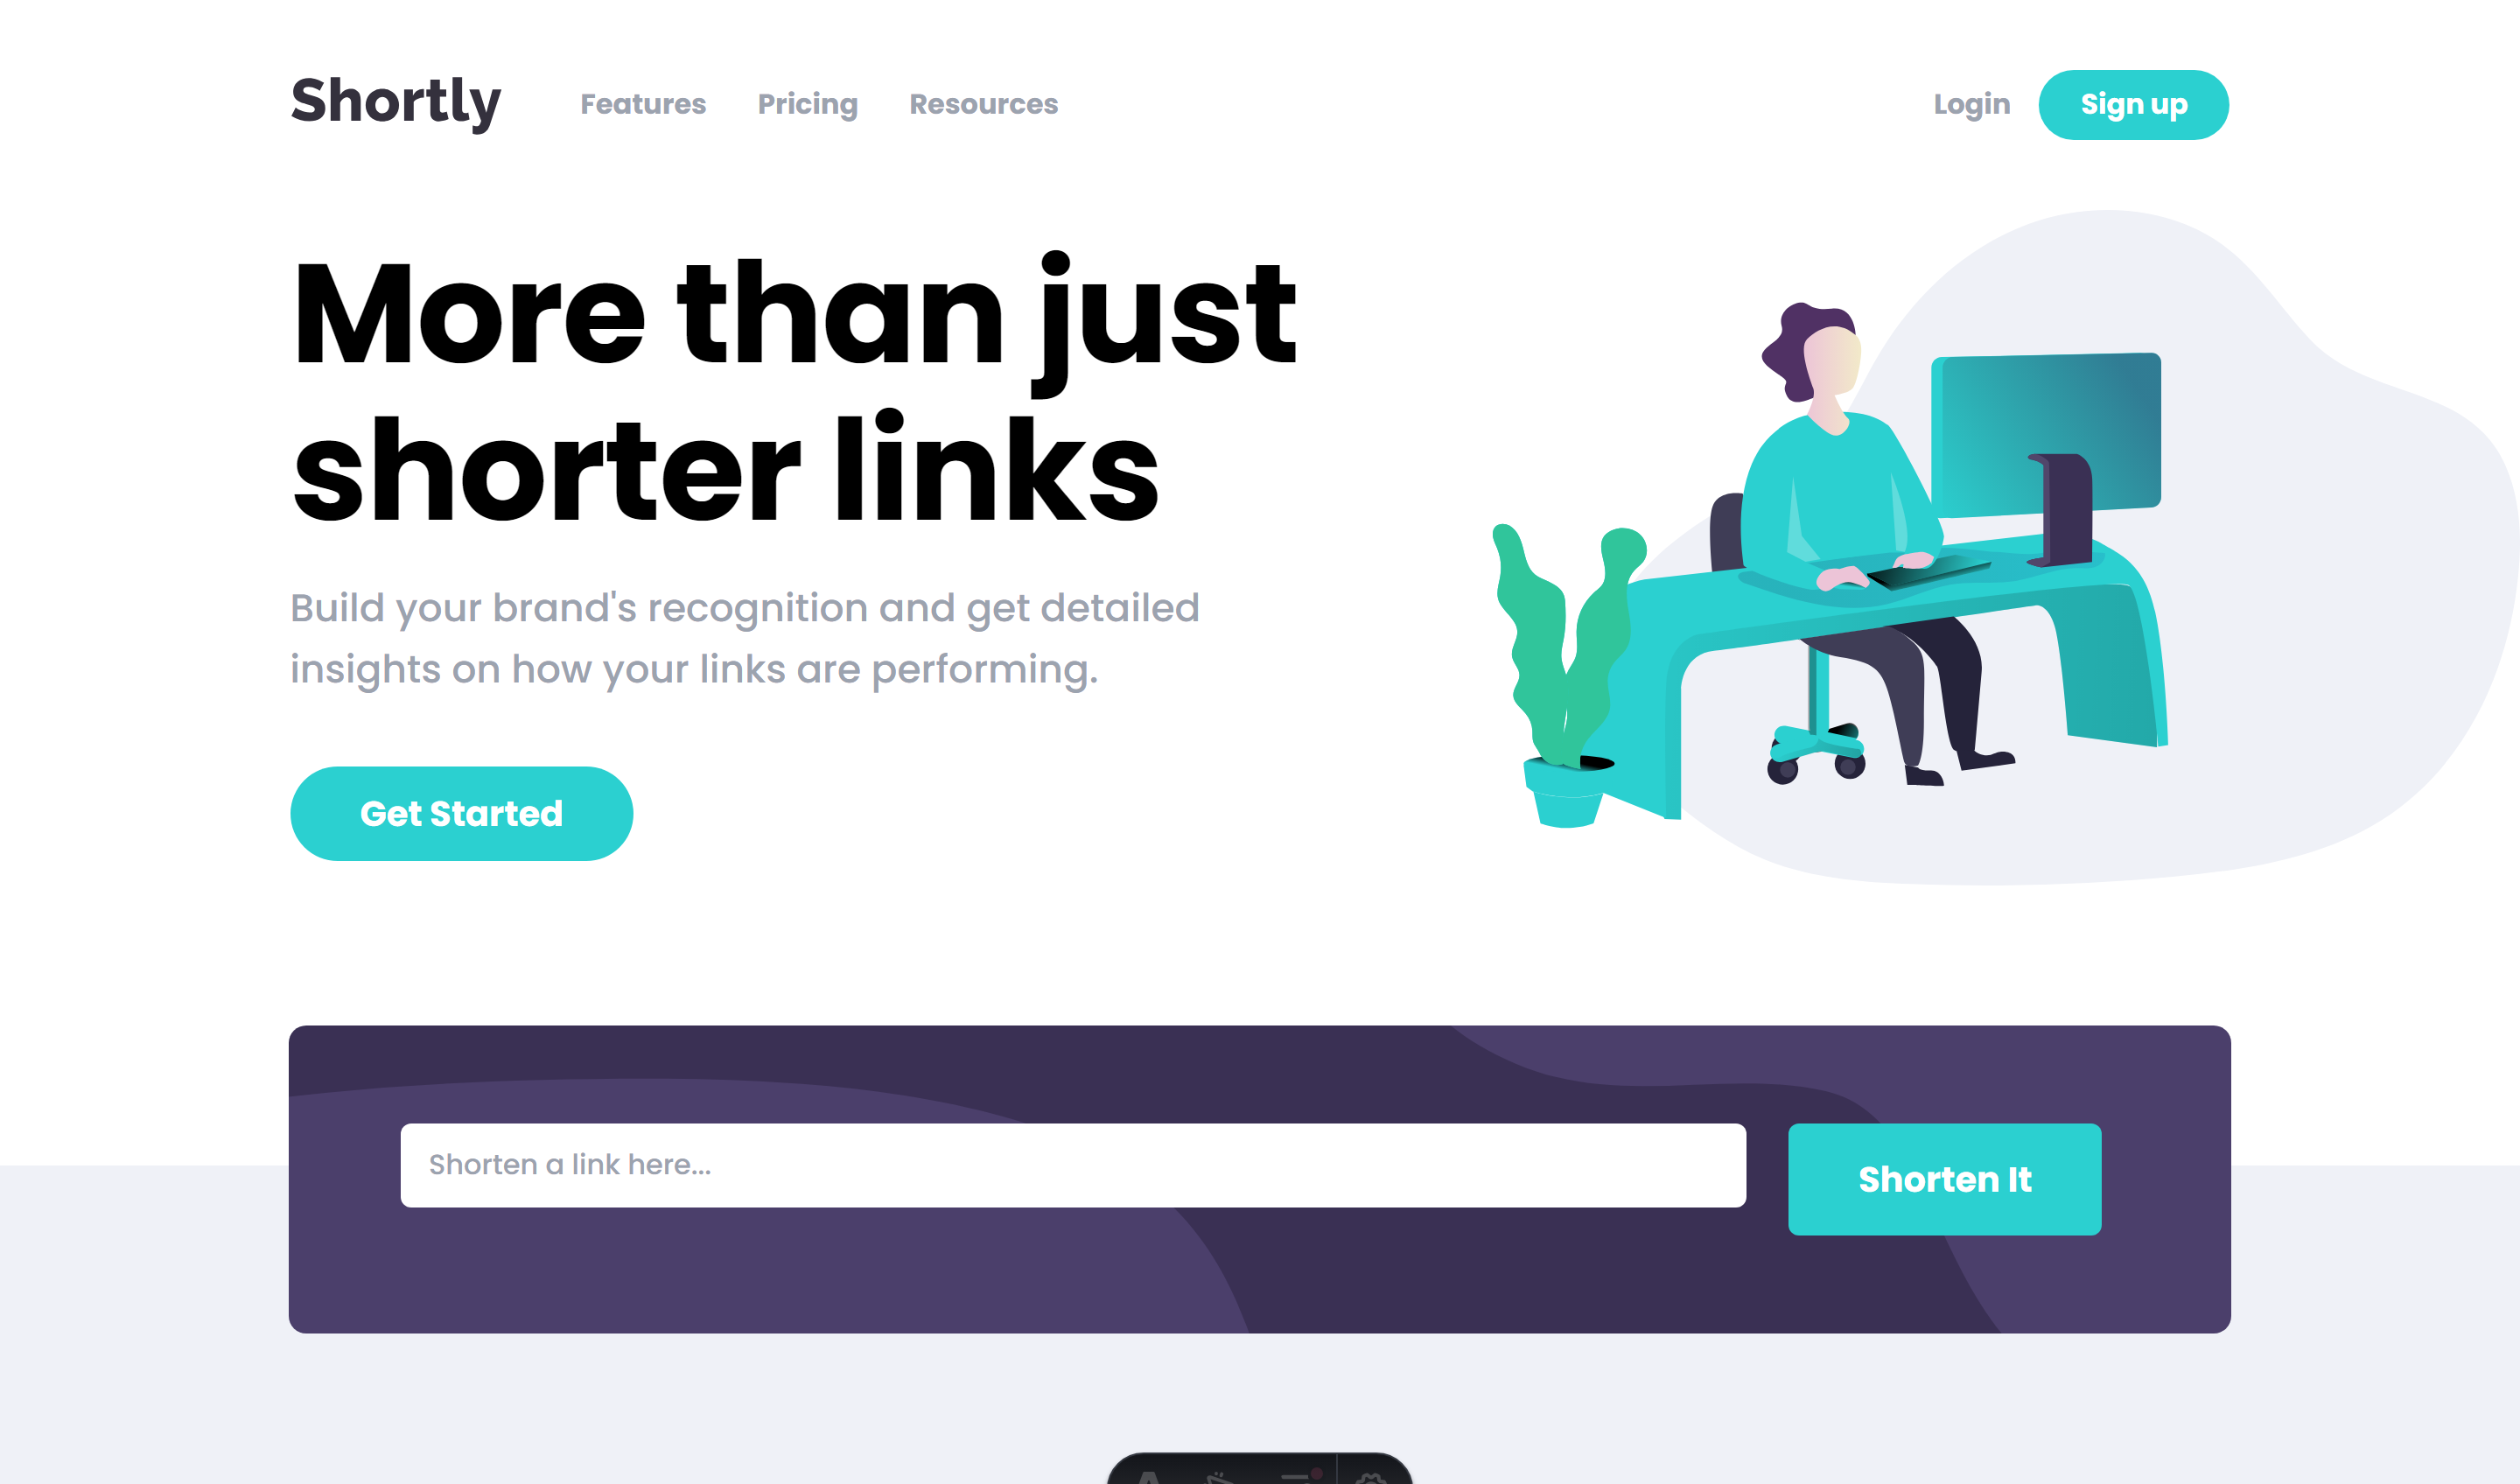 Shortly
Features
Pricing
Resources
Login
Sign up
More than just
shorter links
Build your brand's recognition and get detailed
insights on how your links are performing.
Get Started
Shorten a link here...
Shorten It